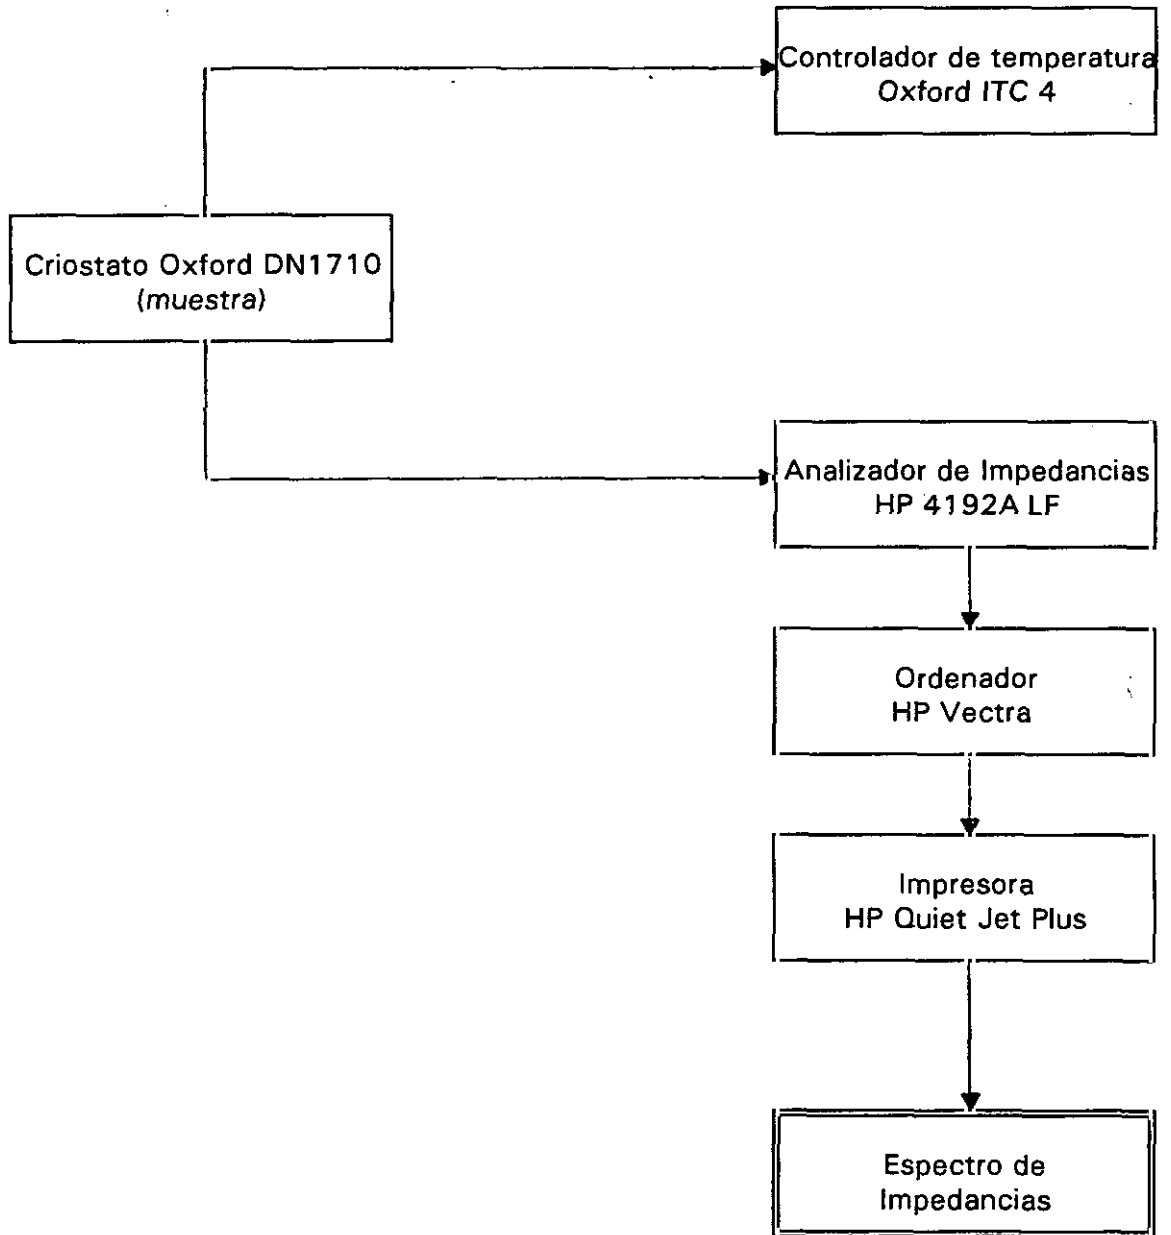 Controlador de temperatura
Oxford ITC 4
Criostato Oxford DN1710
(muestra)
Analizador de Impedancias
HP 4192A LF
Ordenador
HP Vectra
Impresora
HP Quiet Jet Plus
Espectro de
Impedancias